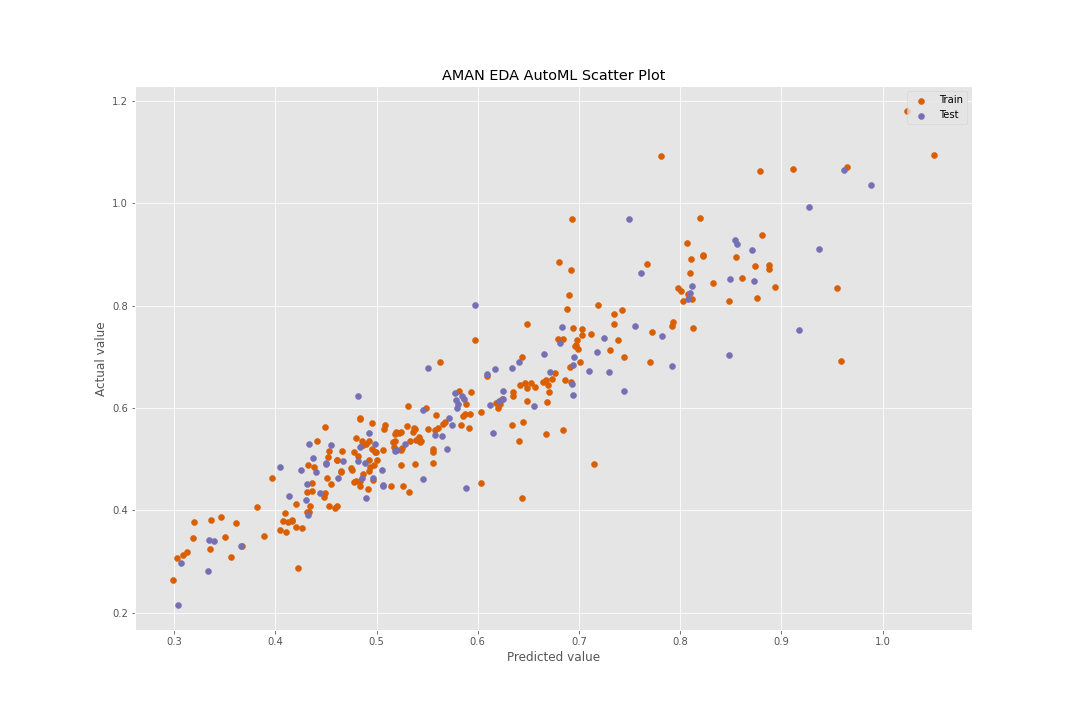 AMAN EDA AutoML Scatter Plot
Train
Test
1.2
1.0
0.8
0.6
0.4
0.2
Actual value
0.3 0.4 0.5 0.6 0.7 0.8 0.9 1.0
Predicted value